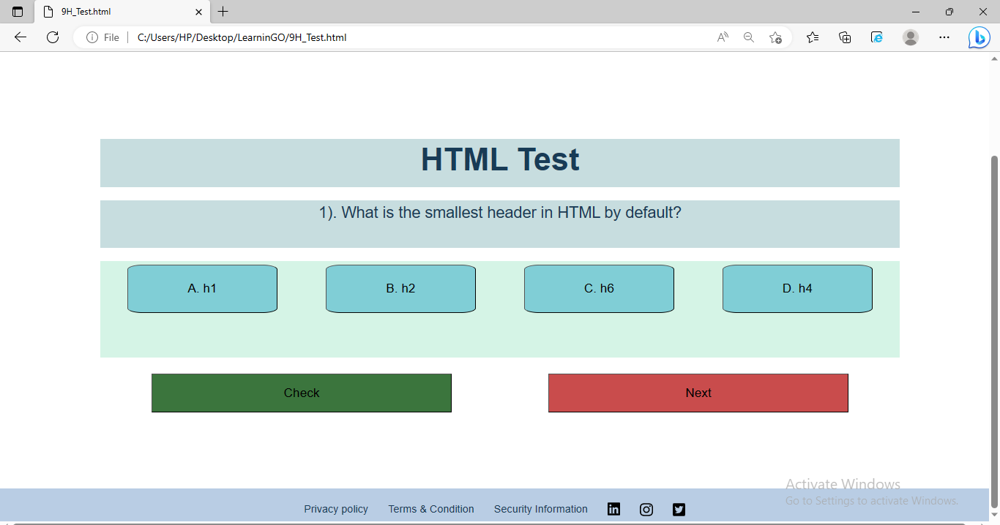 9H_Test.html
File
C:/Users/HP/Desktop/LearninGO/9H_Test.html
HTML Test
1). What is the smallest header in HTML by default?
A. h1
B. h2
C. h6
D. h4
Check
Next
Activate Windows
Go to Settings to activate Windows.
Privacy policy
Terms & Condition
Security Information